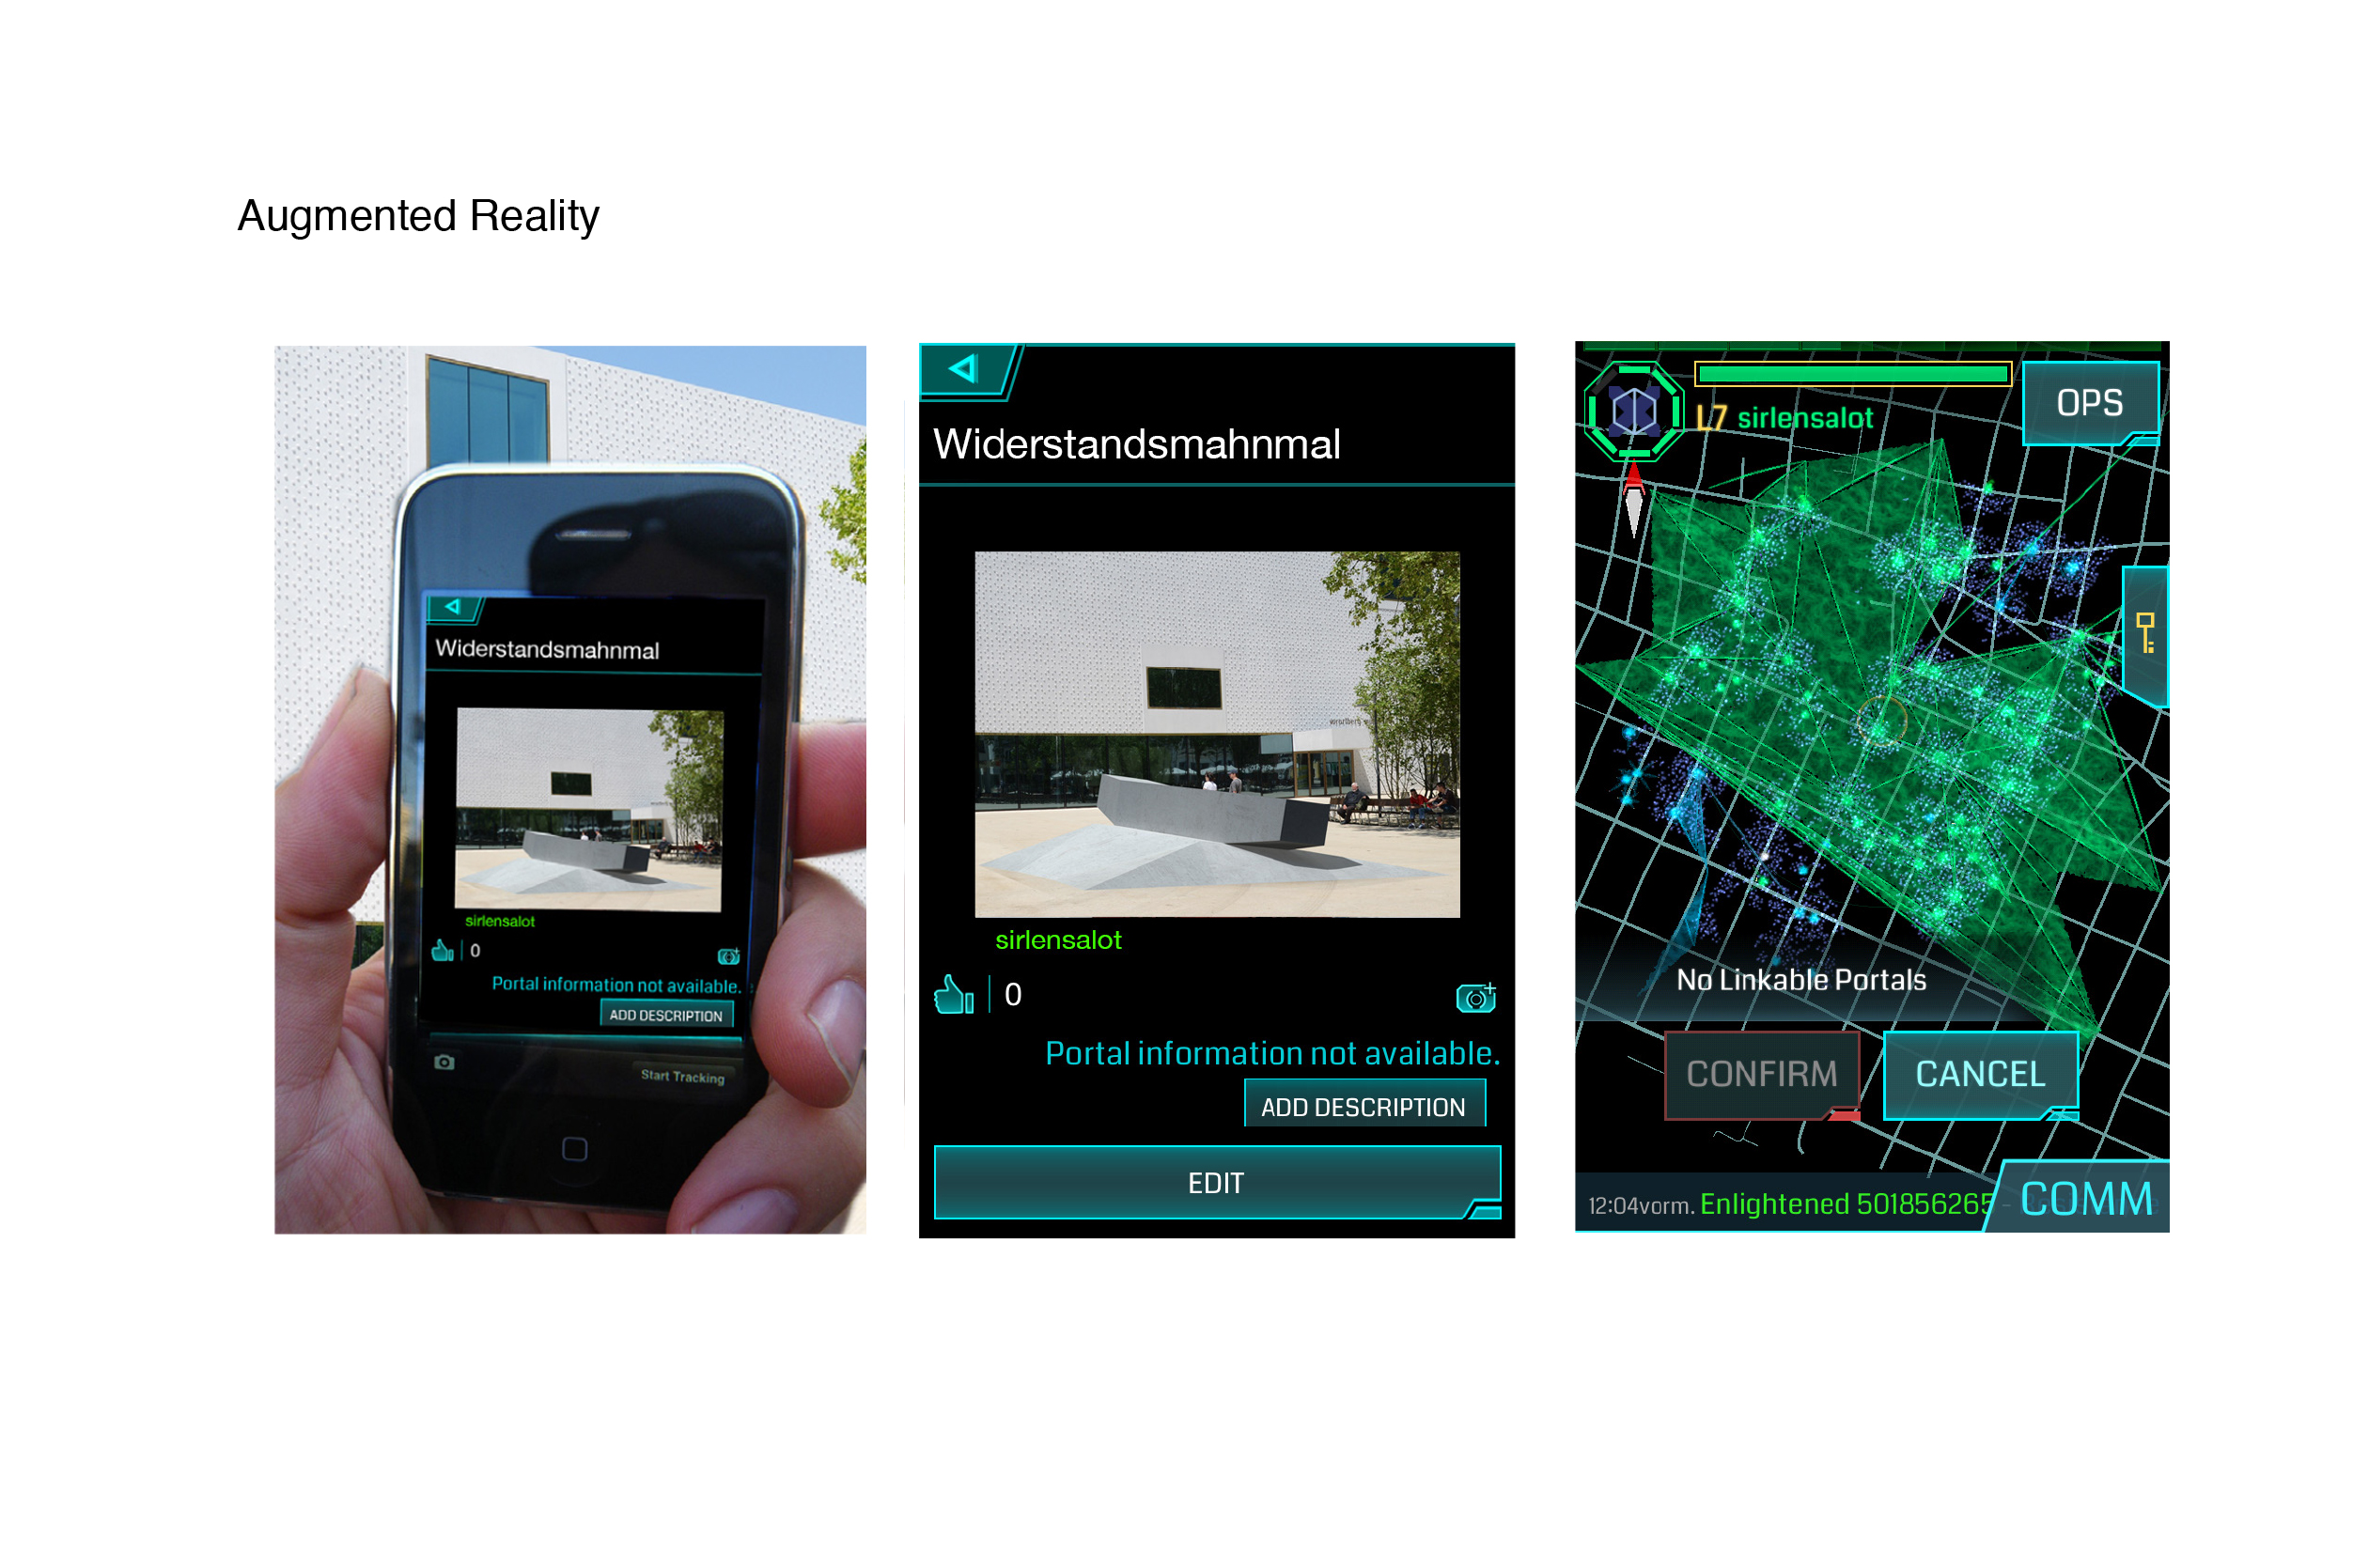 Augmented Reality
Widerstandsmahnmal
sirlensalot
0
Portal information not available.
ADD DESCRIPTION
Start Tracking
Widerstandsmahnmal
sirlensalot
0
Portal information not available.
ADD DESCRIPTION
EDIT
L7 sirlensalot
OPS
No Linkable Portals
CONFIRM
CANCEL
12:04vorm. Enlightened 501856265 -
COMM